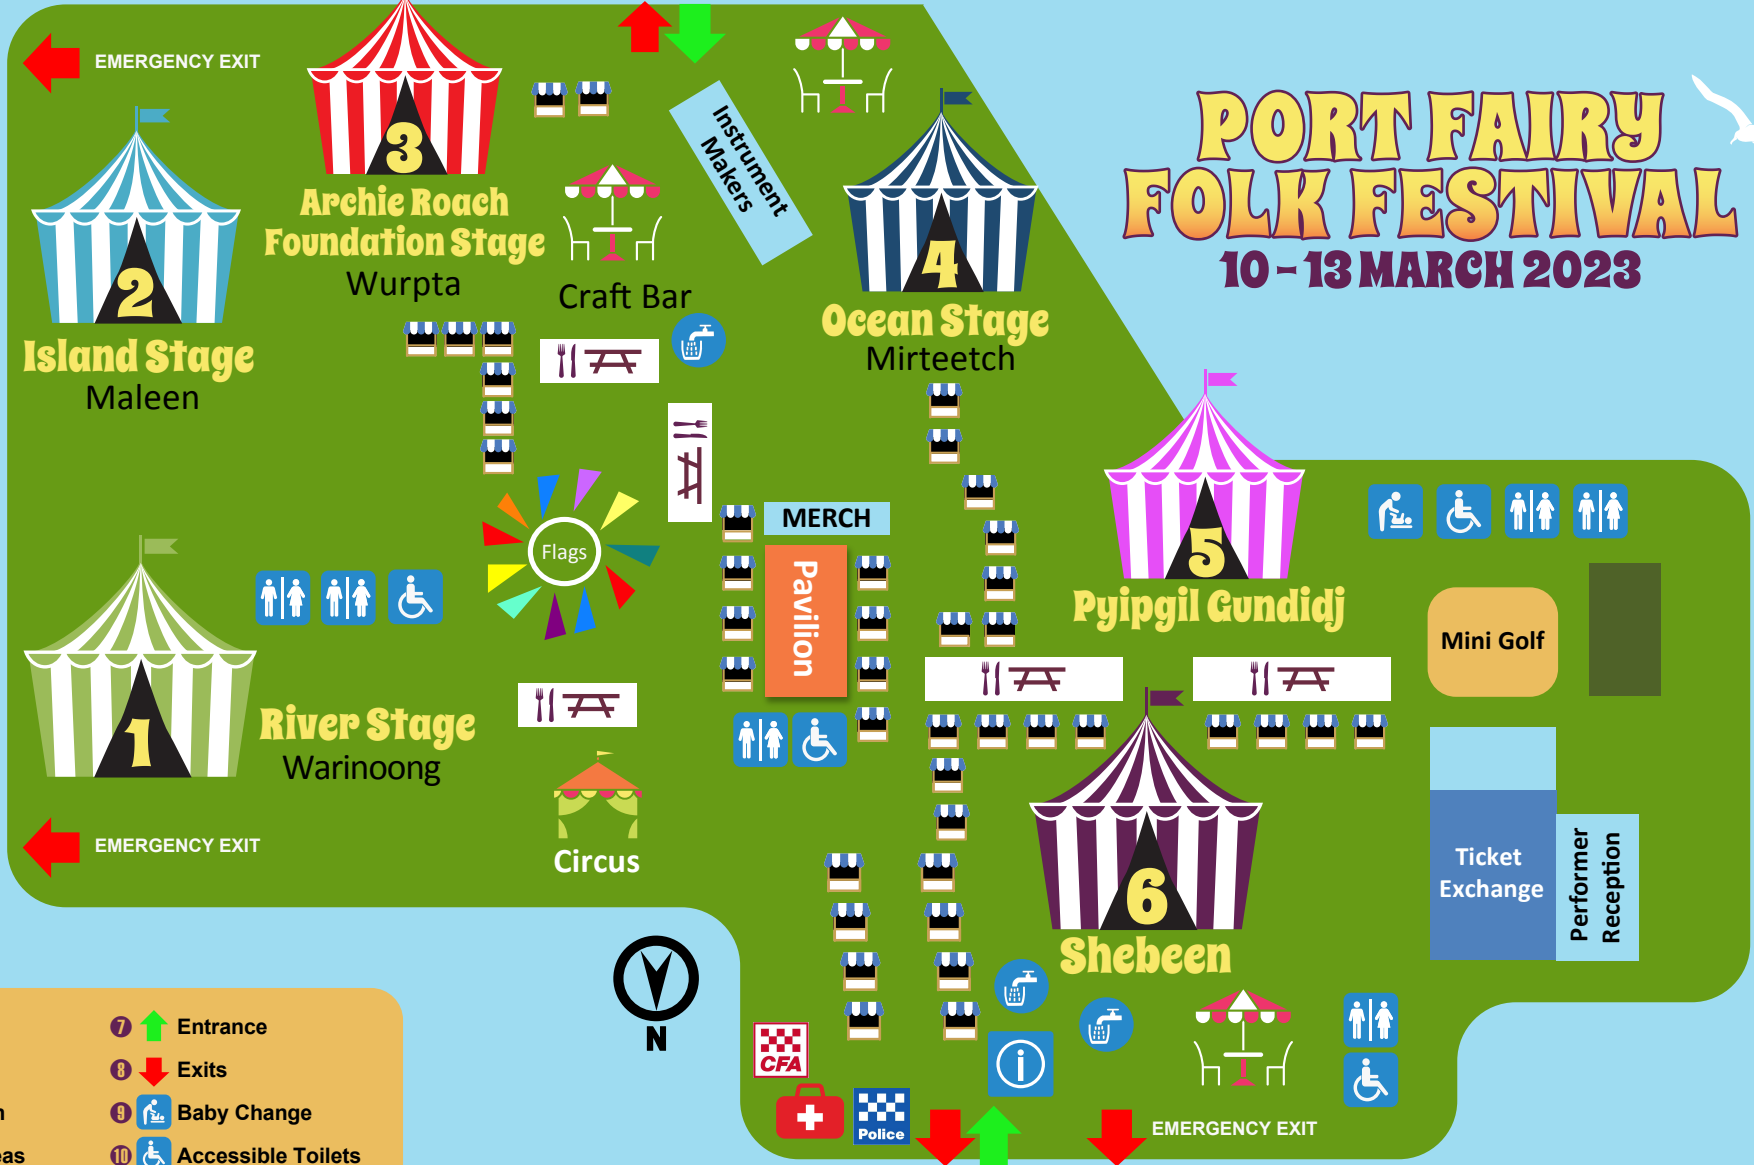 EMERGENCY EXIT
3
Archie Roach
Foundation Stage
Wurpta
2
Island Stage
Maleen
Instrument
Makers
Craft Bar
4
Ocean Stage
Mirteetch
PORT FAIRY
FOLK FESTIVAL
10 - 13 MARCH 2023
5
Pyipgil Gundidj
Flags
MERCH
Pavilion
Mini Golf
1
River Stage
Warinoong
Circus
EMERGENCY EXIT
6
Shebeen
Ticket
Exchange
Performer
Reception
N
CFA
i
Police
EMERGENCY EXIT
7 Entrance
8 Exits
9 Baby Change
10 Accessible Toilets